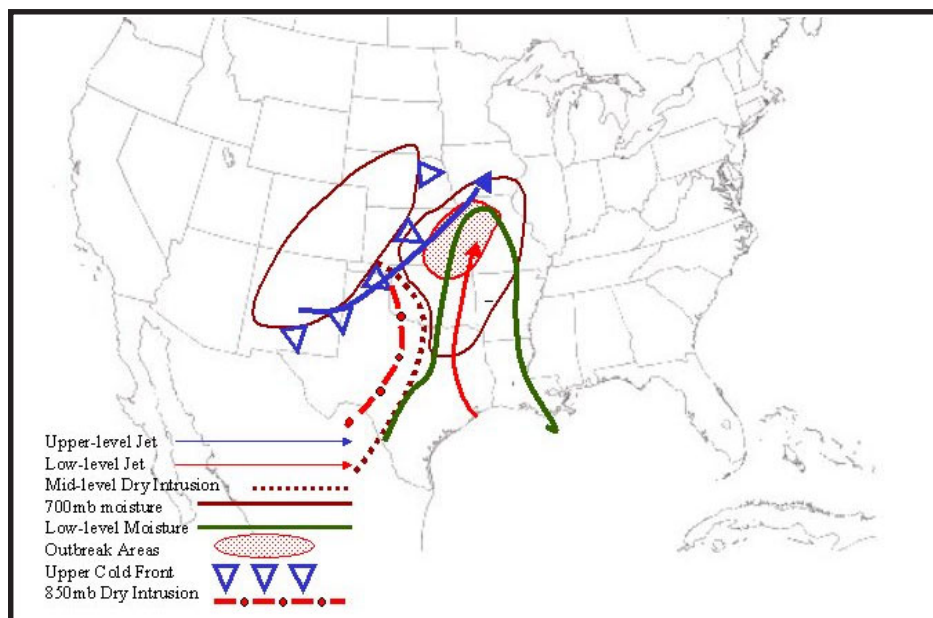 Upper-level Jet
Low-level Jet
Mid-level Dry Intrusion
700mb moisture
Low-level Moisture
Outbreak Areas
Upper Cold Front
850mb Dry Intrusion